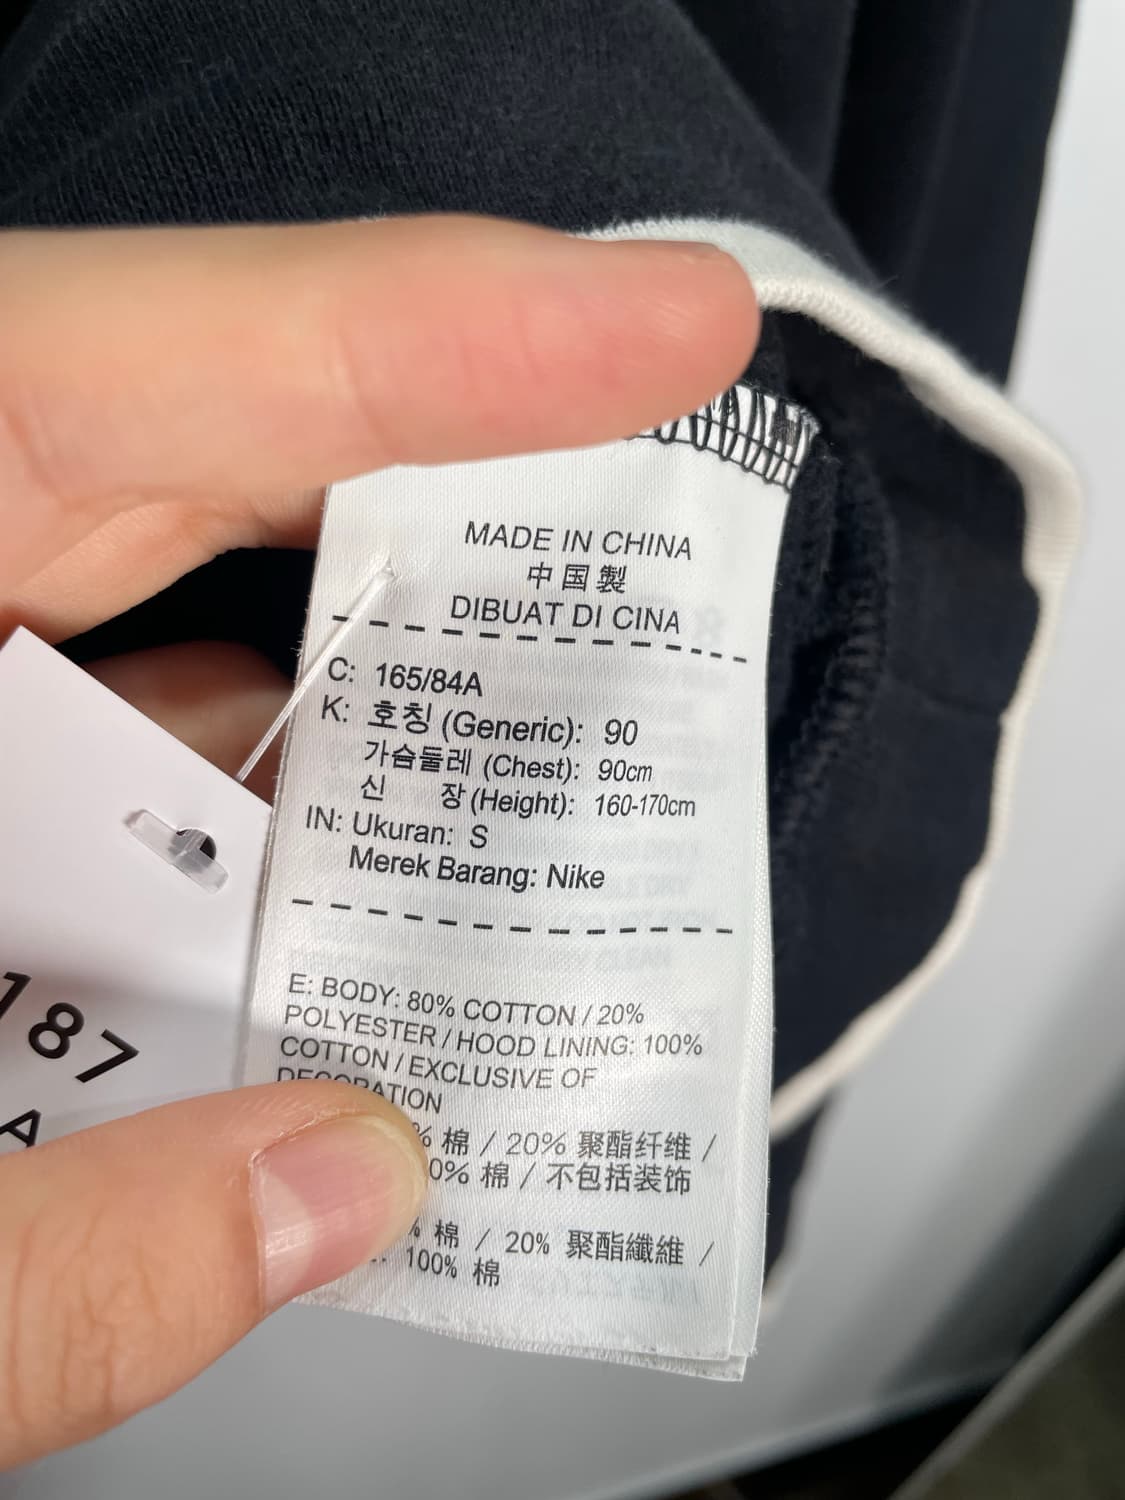 MADE IN CHINA
中国製
DIBUAT DI CINA
C: 165/84A
K: 호칭 (Generic): 90
가슴둘레 (Chest): 90cm
신 장 (Height): 160-170cm
IN: Ukuran: S
Merek Barang: Nike
E: BODY: 80% COTTON / 20%
POLYESTER / HOOD LINING: 100%
COTTON / EXCLUSIVE OF
DECORATION
% 棉 / 20% 聚酯纤维 /
0% 棉 / 不包括装饰
% 棉 / 20% 聚酯纖維 /
: 100% 棉
187
A